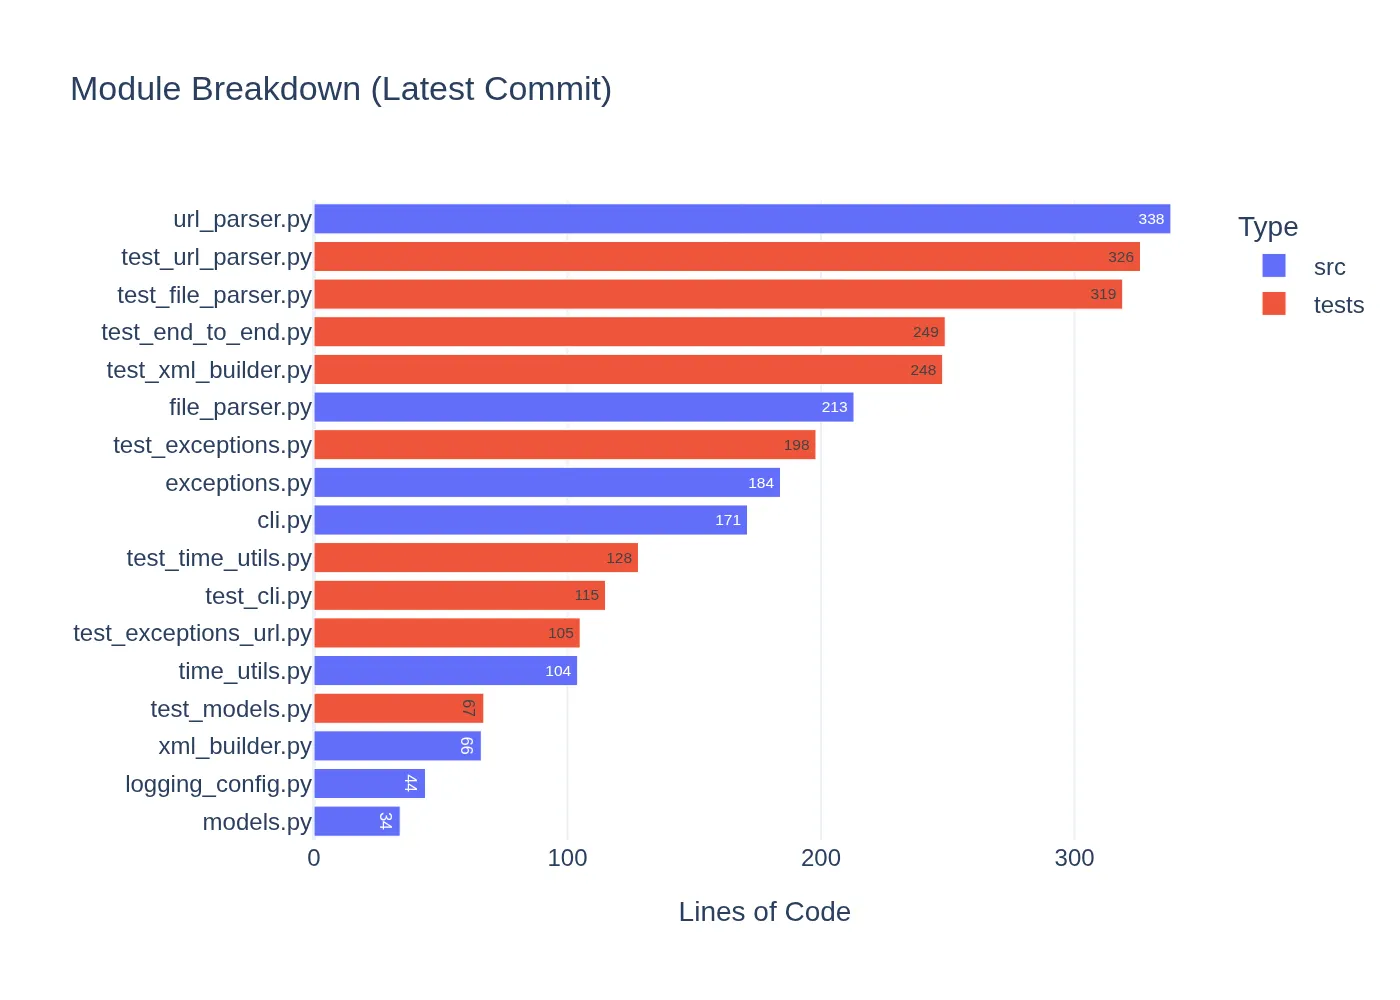 Module Breakdown (Latest Commit)
url_parser.py 338
test_url_parser.py 326
test_file_parser.py 319
test_end_to_end.py 249
test_xml_builder.py 248
file_parser.py 213
test_exceptions.py 198
exceptions.py 184
cli.py 171
test_time_utils.py 128
test_cli.py 115
test_exceptions_url.py 105
time_utils.py 104
test_models.py 67
xml_builder.py 66
logging_config.py 44
models.py 34
0 100 200 300
Lines of Code
Type
src
tests